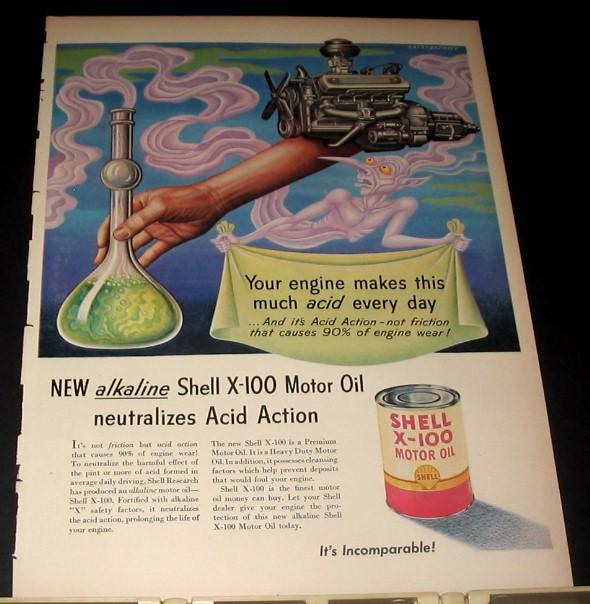 ARTZYBASHEFF
Your engine makes this
much acid every day
...And it's Acid Action-not friction
that causes 90% of engine wear!
NEW alkaline Shell X-100 Motor Oil
neutralizes Acid Action
It's not friction but acid action
that causes 90% of engine wear!
To neutralize the harmful effect of
the pint or more of acid formed in
average daily driving, Shell Research
has produced an alkaline motor oil—
Shell X-100. Fortified with alkaline
"X" safety factors, it neutralizes
the acid action, prolonging the life of
your engine.
The new Shell X-100 is a Premium
Motor Oil. It is a Heavy Duty Motor
Oil. In addition, it possesses cleansing
factors which help prevent deposits
that would foul your engine.
Shell X-100 is the finest motor
oil money can buy. Let your Shell
dealer give your engine the pro-
tection of this new alkaline Shell
X-100 Motor Oil today.
SHELL
X-100
MOTOR OIL
SHELL
It's Incomparable!